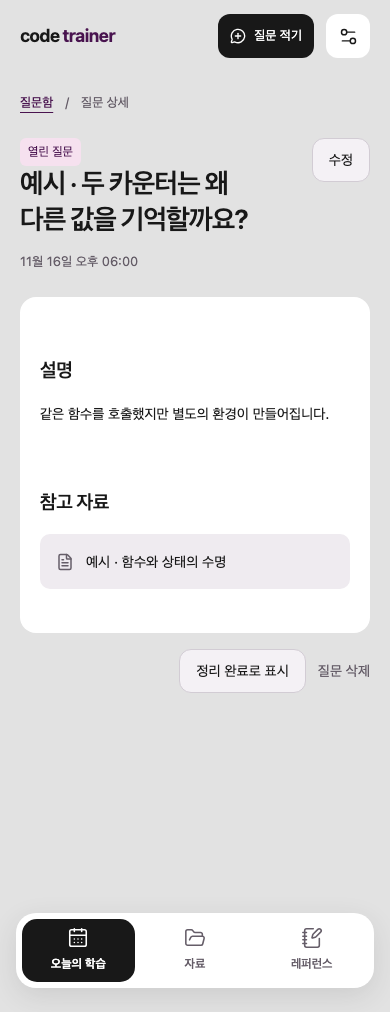 code trainer
질문 적기
질문함 / 질문 상세
열린 질문
수정
예시 · 두 카운터는 왜
다른 값을 기억할까요?
11월 16일 오후 06:00
설명
같은 함수를 호출했지만 별도의 환경이 만들어집니다.
참고 자료
예시 · 함수와 상태의 수명
정리 완료로 표시
질문 삭제
오늘의 학습
자료
레퍼런스